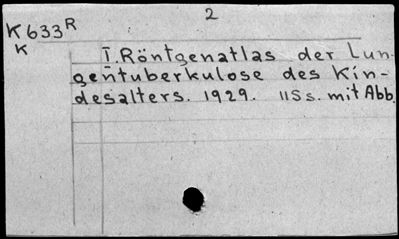 2
K633R
K
I. Röntgenatlas der Lun-
gentuberkulose des Kin-
desalters. 1929. 115s. mit Abb.